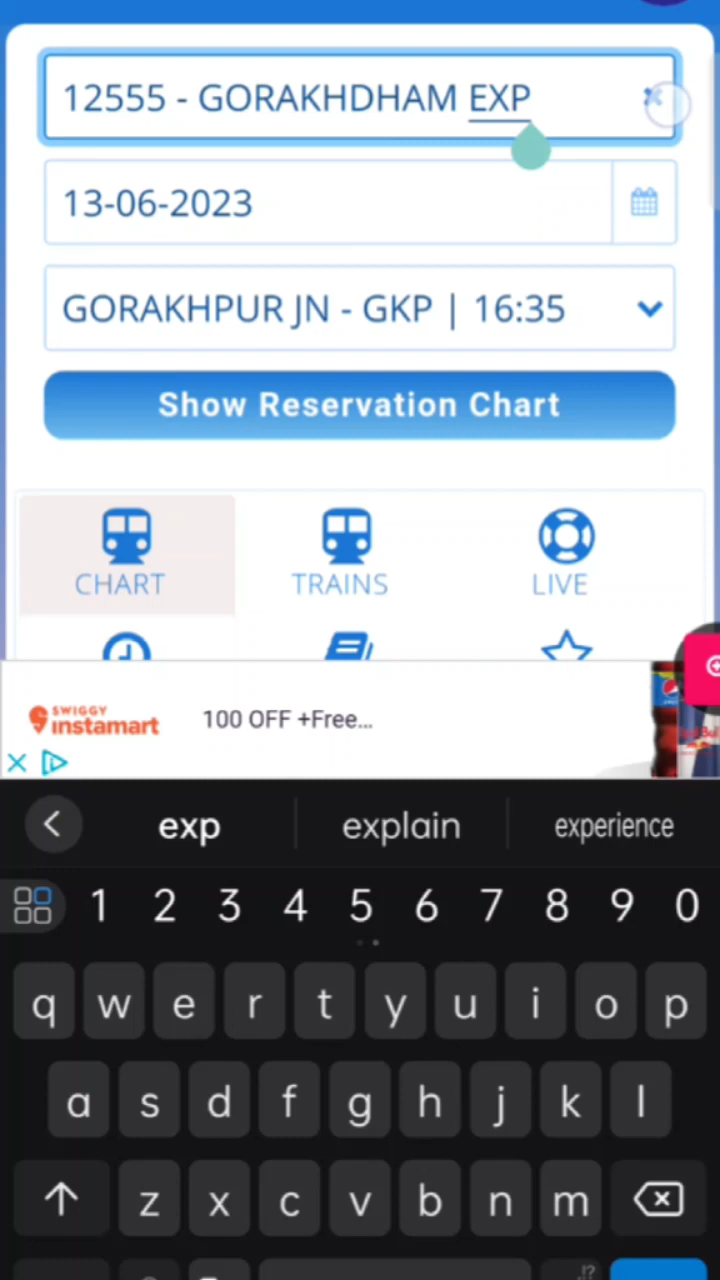 12555 - GORAKHDHAM EXP
13-06-2023
GORAKHPUR JN - GKP | 16:35
Show Reservation Chart
CHART TRAINS LIVE
SWIGGY
instamart
100 OFF +Free...
exp explain experience
1 2 3 4 5 6 7 8 9 0
q w e r t y u i o p
a s d f g h j k l
z x c v b n m
!?